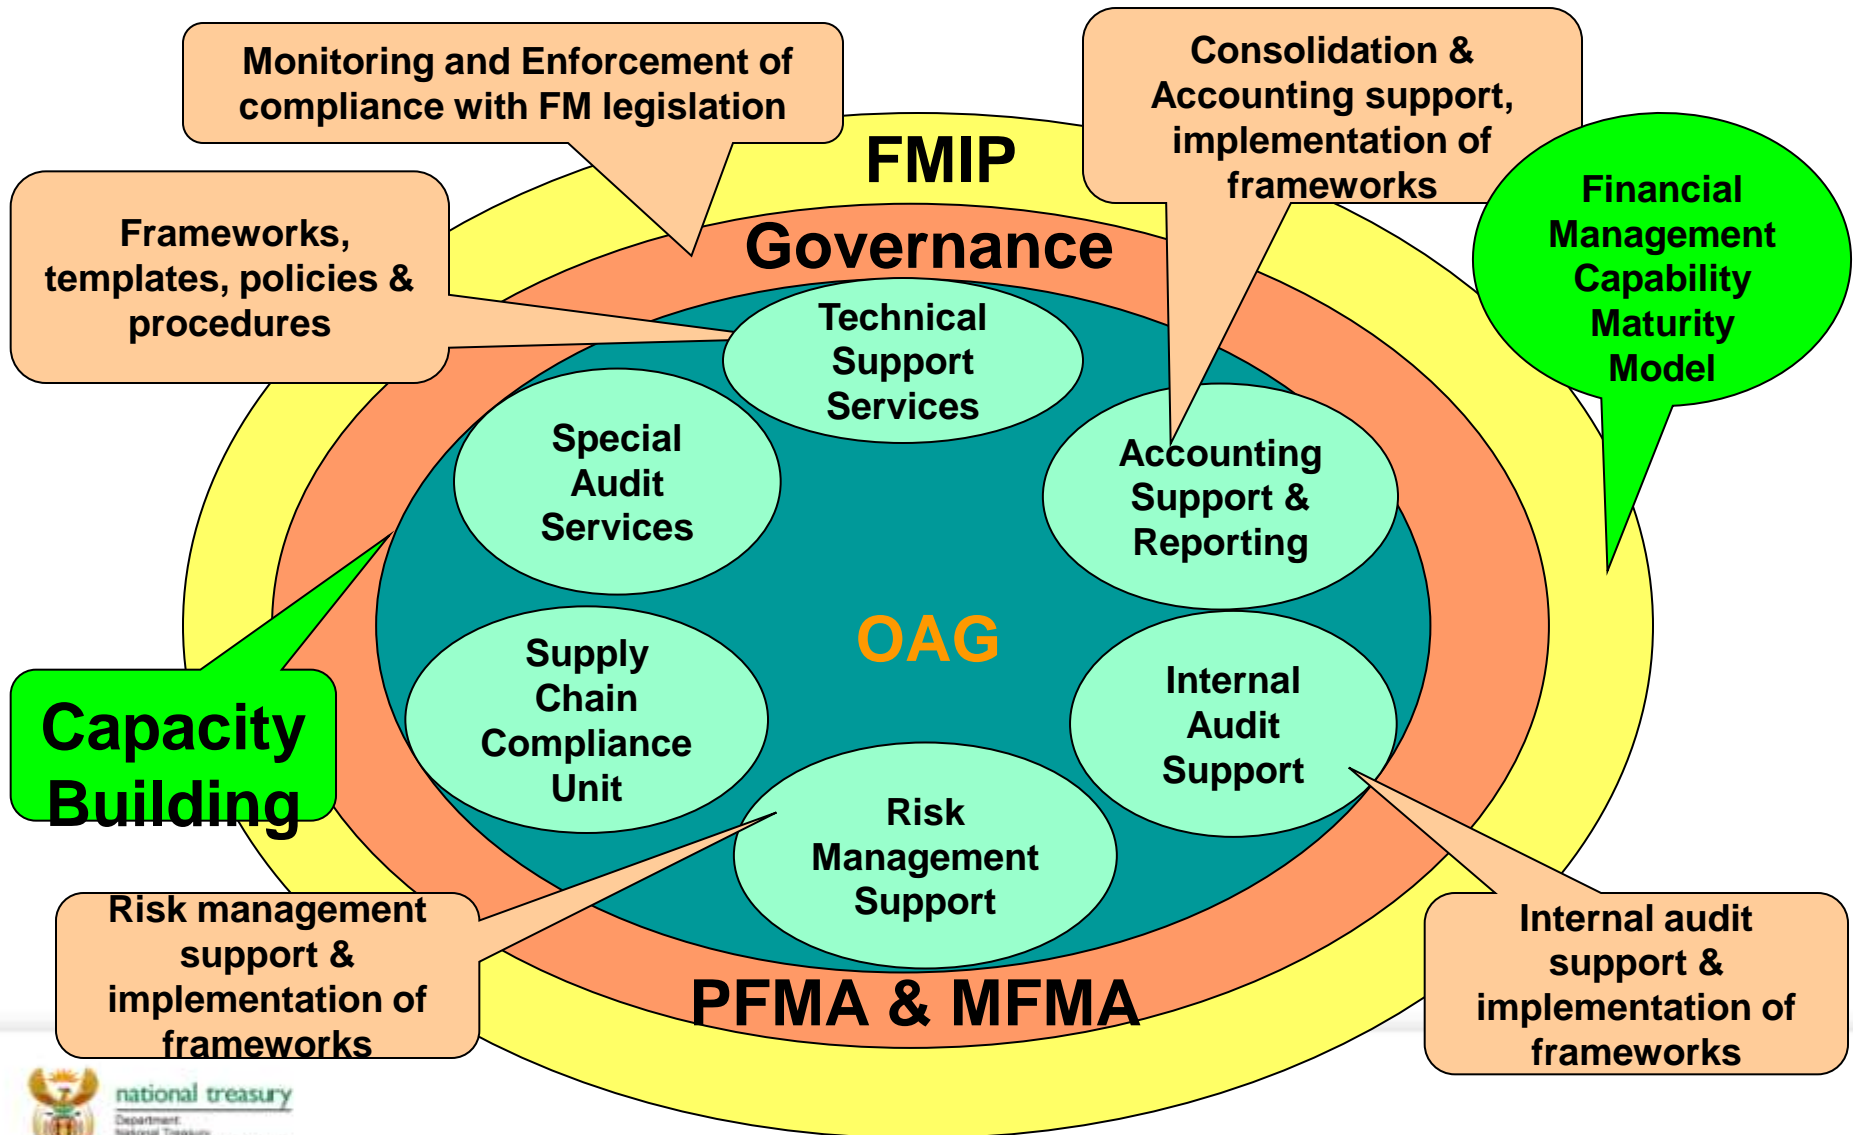 Monitoring and Enforcement of
compliance with FM legislation
Consolidation &
Accounting support,
implementation of
frameworks
FMIP
Financial
Management
Capability
Maturity
Model
Frameworks,
templates, policies &
procedures
Governance
Technical
Support
Services
Special
Audit
Services
Accounting
Support &
Reporting
OAG
Supply
Chain
Compliance
Unit
Internal
Audit
Support
Capacity
Building
Risk
Management
Support
Risk management
support &
implementation of
frameworks
PFMA & MFMA
Internal audit
support &
implementation of
frameworks
national treasury
Department:
National Treasury